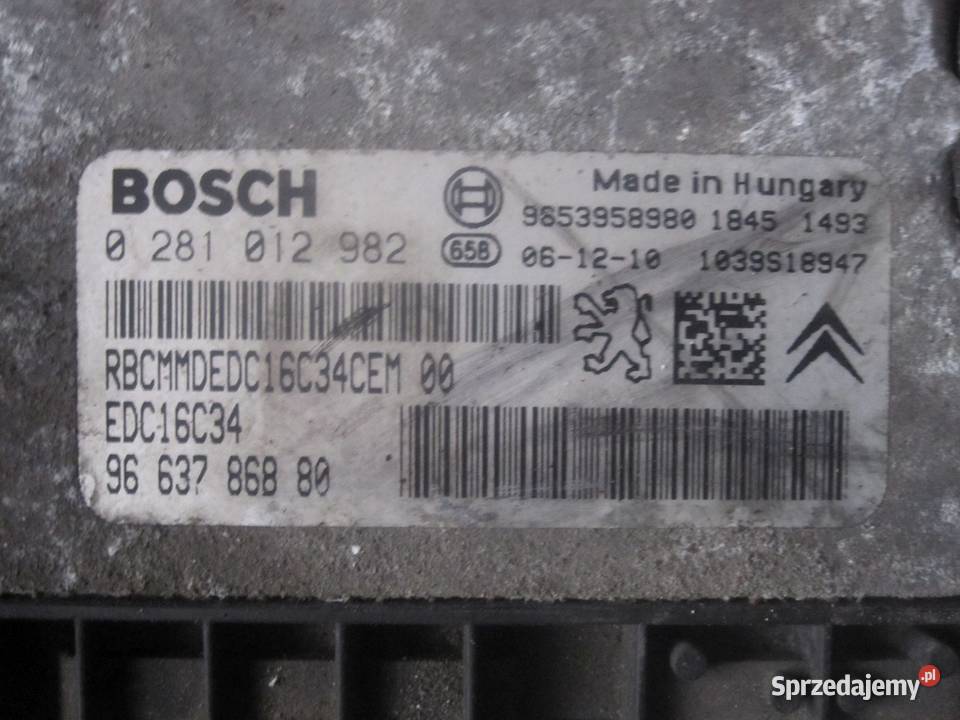 BOSCH
Made in Hungary
9653958980 1845 1493
0 281 012 982
658
06-12-10 1039S18947
RBCMMDEDC16C34CEM 00
EDC16C34
96 637 868 80
Sprzedajemy.pl